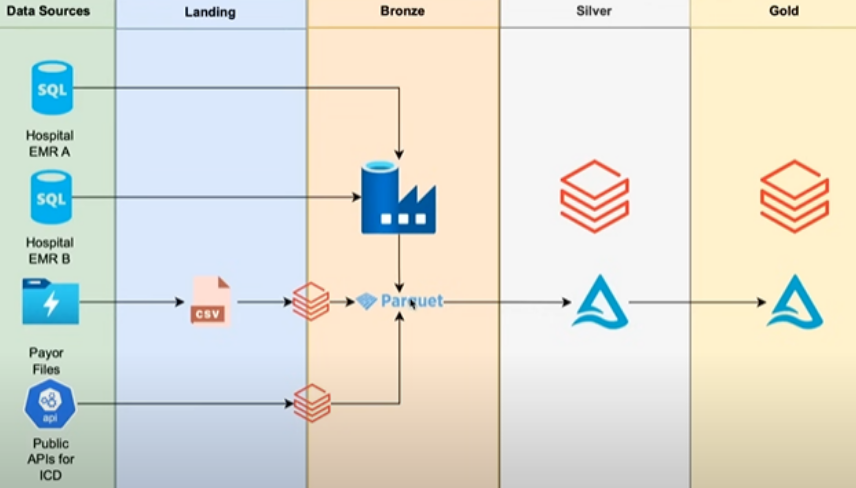 Data Sources
Landing
Bronze
Silver
Gold
SQL
Hospital
EMR A
SQL
Hospital
EMR B
CSV
Parquet
Payor
Files
api
Public
APIs for
ICD